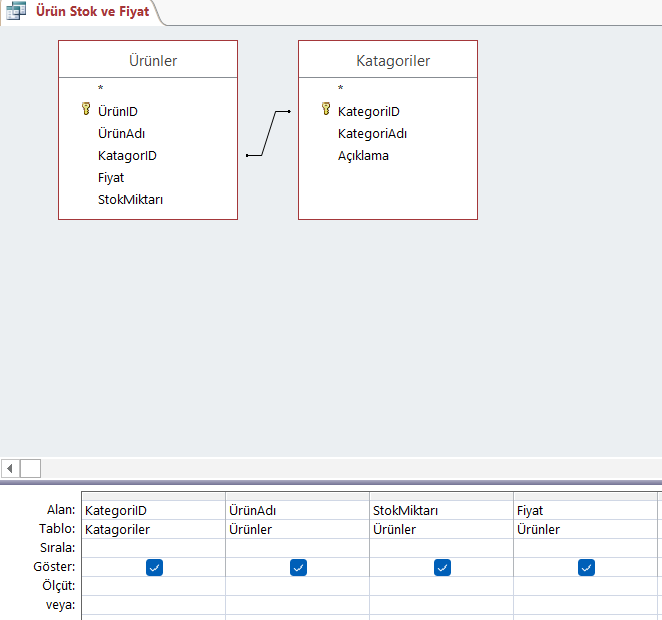 Ürün Stok ve Fiyat
Ürünler
*
ÜrünID
ÜrünAdı
KatagorID
Fiyat
StokMiktarı
Katagoriler
*
KategoriID
KategoriAdı
Açıklama
Alan: KategoriID ÜrünAdı StokMiktarı Fiyat
Tablo: Katagoriler Ürünler Ürünler Ürünler
Sırala:
Göster:
Ölçüt:
veya: